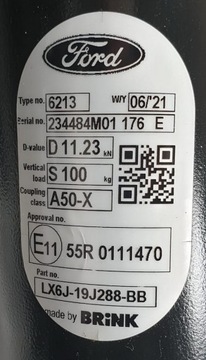 Ford
Type no. 6213 W/Y 06/'21
Serial no. 234484M01 176 E
D-value D 11.23 kN
Vertical load S 100 kg
Coupling class A50-X
Approval no.
E11 55R 0111470
Part no.
LX6J-19J288-BB
made by BRINK